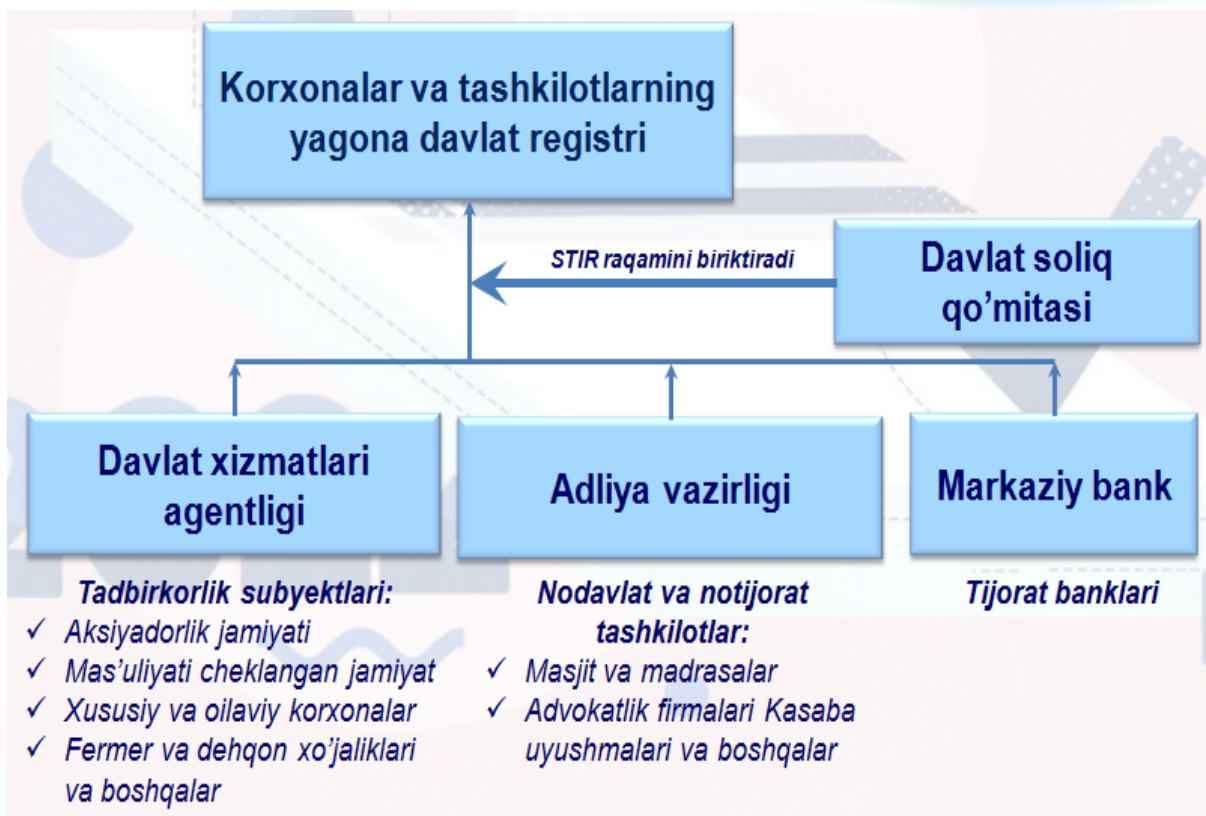 Korxonalar va tashkilotlarning
yagona davlat registri
STIR raqamini biriktiradi
Davlat soliq
qo’mitasi
Davlat xizmatlari
agentligi
Adliya vazirligi
Markaziy bank
Tadbirkorlik subyektlari:
✓ Aksiyadorlik jamiyati
✓ Mas’uliyati cheklangan jamiyat
✓ Xususiy va oilaviy korxonalar
✓ Fermer va dehqon xo’jaliklari
va boshqalar
Nodavlat va notijorat
tashkilotlar:
✓ Masjit va madrasalar
✓ Advokatlik firmalari Kasaba
uyushmalari va boshqalar
Tijorat banklari